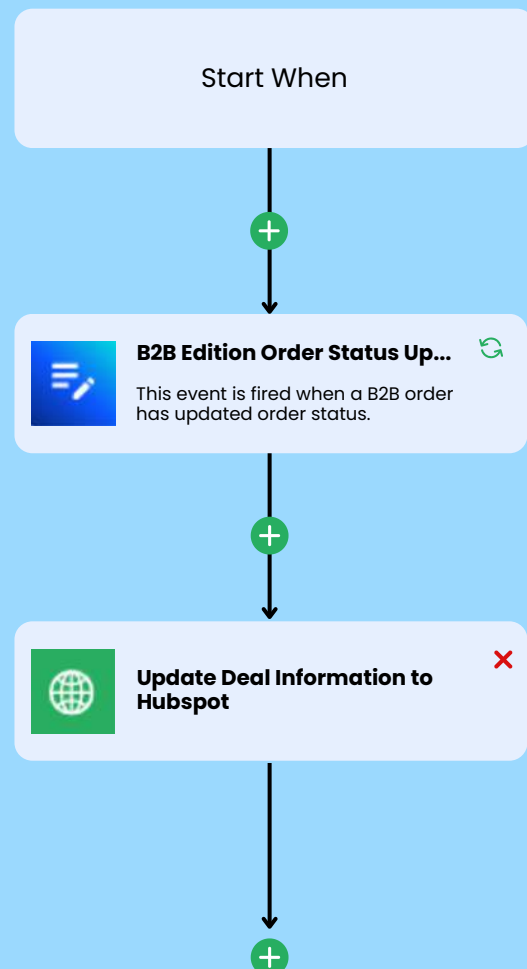 Start When
B2B Edition Order Status Up...
This event is fired when a B2B order
has updated order status.
Update Deal Information to
Hubspot